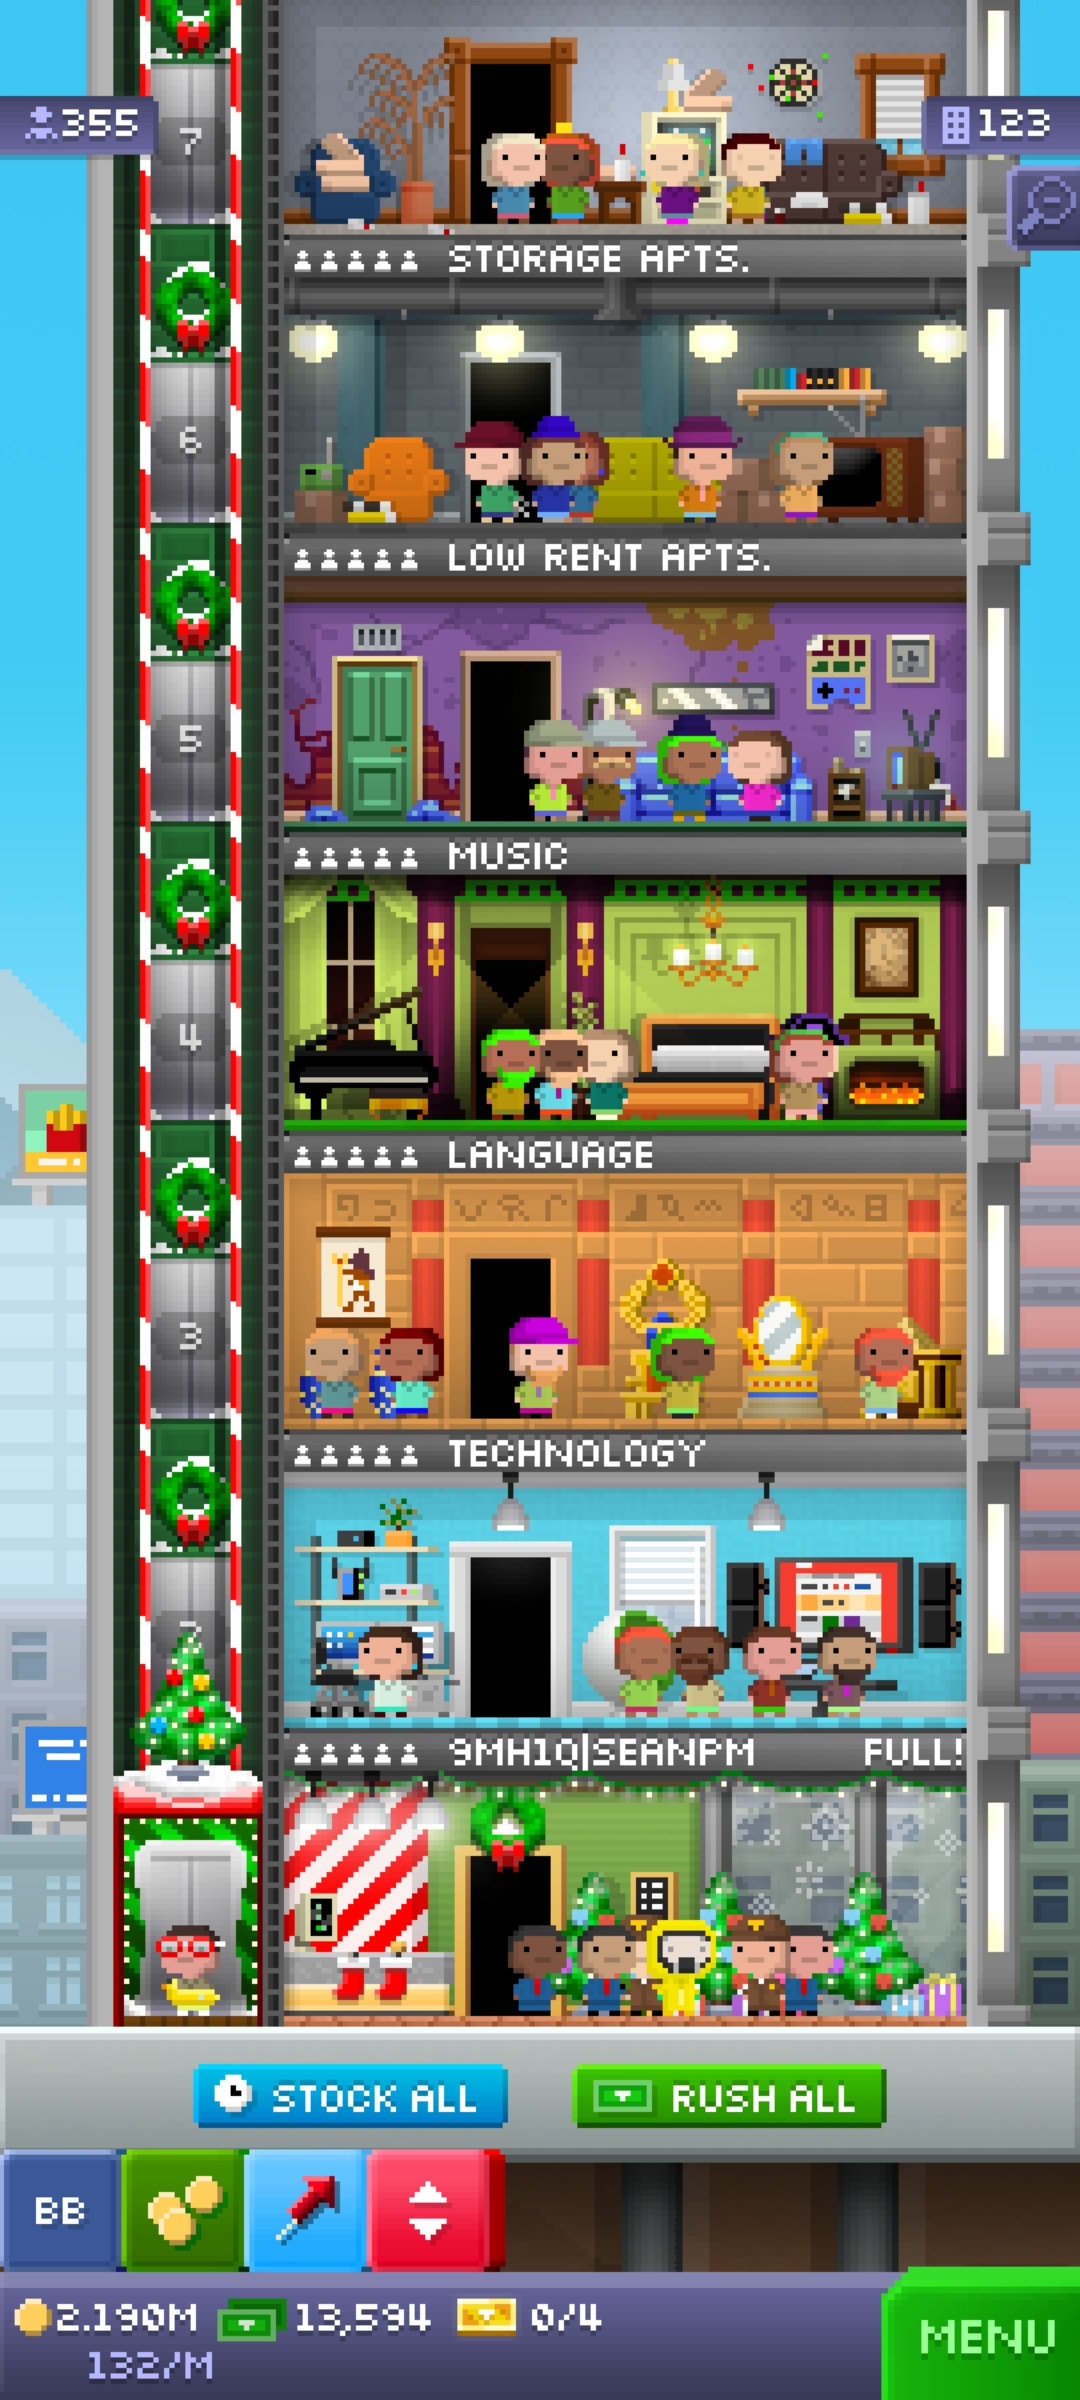 7
355
123
STORAGE APTS.
6
LOW RENT APTS.
5
MUSIC
4
LANGUAGE
3
TECHNOLOGY
9MH1Q|SEANPM FULL!
STOCK ALL
RUSH ALL
BB
2.190M 13,594 0/4
132/M
MENU